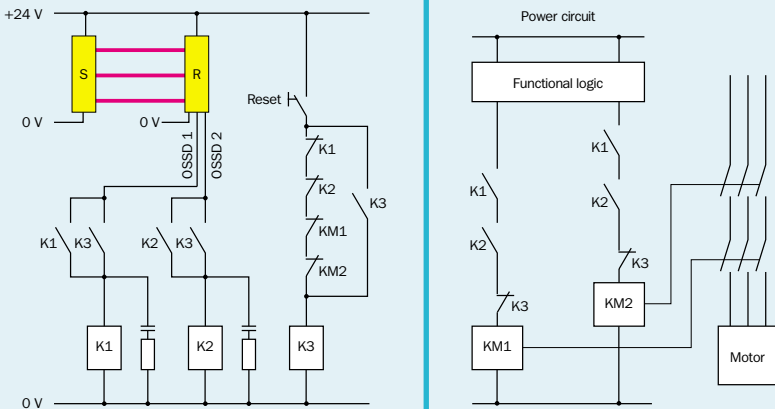 +24 V
S
R
0 V
0 V
OSSD 1
OSSD 2
Reset
K1
K2
KM1
KM2
K3
K1
K3
K2
K3
K1
K2
K3
0 V
Power circuit
Functional logic
K1
K1
K2
K2
K3
K3
KM2
KM1
Motor